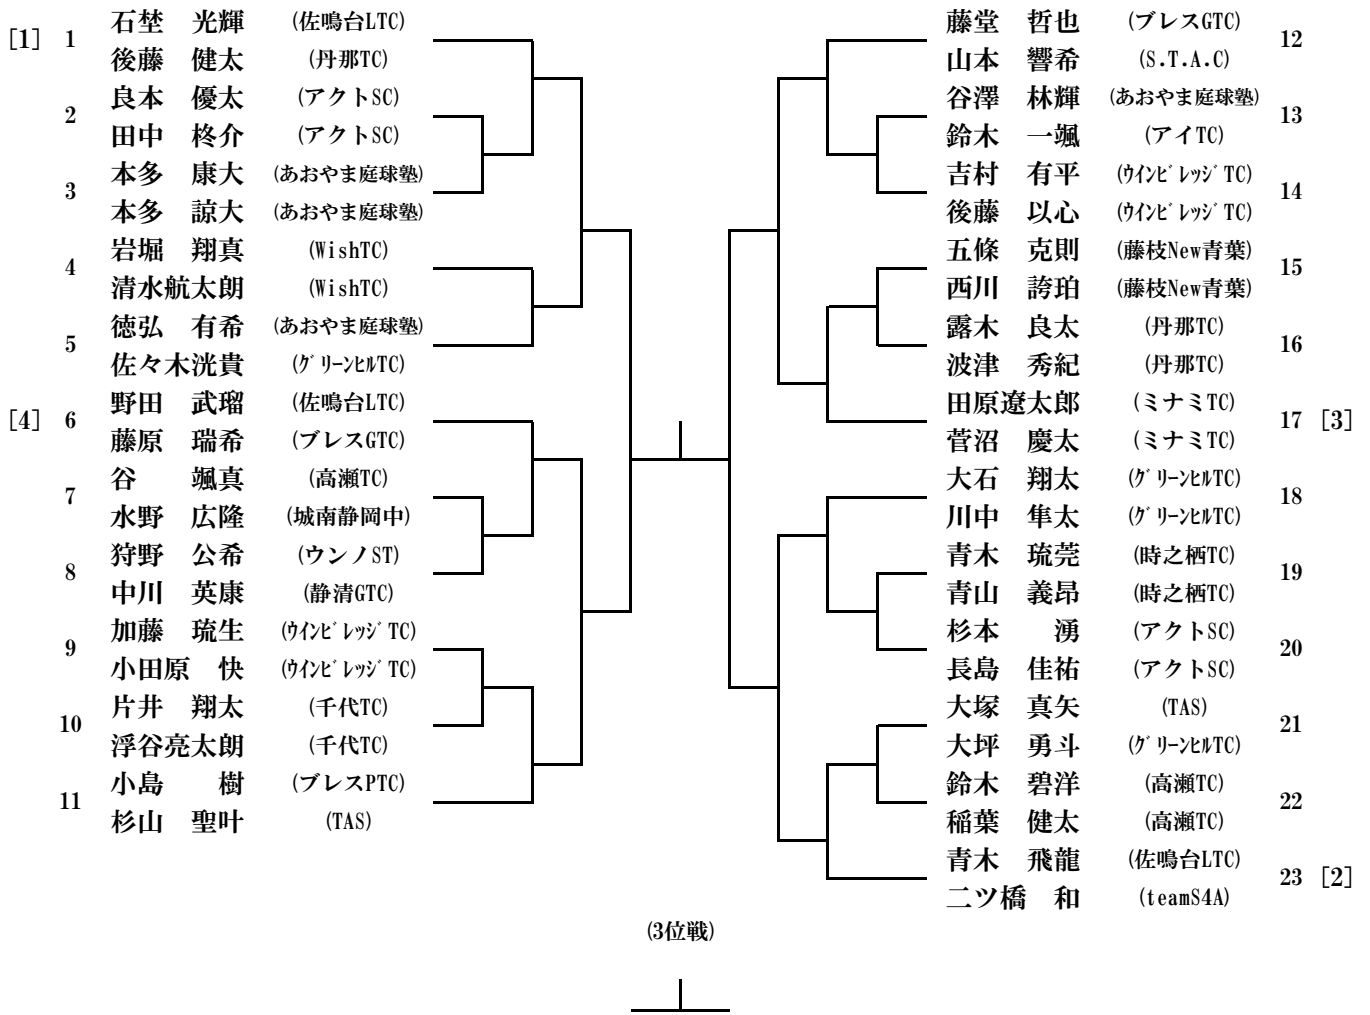 石埜 光輝 (佐鳴台LTC)
[1] 1
後藤 健太 (丹那TC)
良本 優太 (アクトSC)
2
田中 柊介 (アクトSC)
本多 康大 (あおやま庭球塾)
3
本多 諒大 (あおやま庭球塾)
岩堀 翔真 (WishTC)
4
清水航太朗 (WishTC)
徳弘 有希 (あおやま庭球塾)
5
佐々木洸貴 (ｸﾞﾘｰﾝﾋﾙTC)
野田 武瑠 (佐鳴台LTC)
[4] 6
藤原 瑞希 (ブレスGTC)
谷 颯真 (高瀬TC)
7
水野 広隆 (城南静岡中)
狩野 公希 (ウンノST)
8
中川 英康 (静清GTC)
加藤 琉生 (ｳｲﾝﾋﾞﾚｯｼﾞTC)
9
小田原 快 (ｳｲﾝﾋﾞﾚｯｼﾞTC)
片井 翔太 (千代TC)
10
浮谷亮太朗 (千代TC)
小島 樹 (ブレスPTC)
11
杉山 聖叶 (TAS)
藤堂 哲也 (ブレスGTC)
12
山本 響希 (S.T.A.C)
谷澤 林輝 (あおやま庭球塾)
13
鈴木 一颯 (アイTC)
吉村 有平 (ｳｲﾝﾋﾞﾚｯｼﾞTC)
14
後藤 以心 (ｳｲﾝﾋﾞﾚｯｼﾞTC)
五條 克則 (藤枝New青葉)
15
西川 誇珀 (藤枝New青葉)
露木 良太 (丹那TC)
16
波津 秀紀 (丹那TC)
田原遼太郎 (ミナミTC)
17 [3]
菅沼 慶太 (ミナミTC)
大石 翔太 (ｸﾞﾘｰﾝﾋﾙTC)
18
川中 隼太 (ｸﾞﾘｰﾝﾋﾙTC)
青木 琉莞 (時之栖TC)
19
青山 義昂 (時之栖TC)
杉本 湧 (アクトSC)
20
長島 佳祐 (アクトSC)
大塚 真矢 (TAS)
21
大坪 勇斗 (ｸﾞﾘｰﾝﾋﾙTC)
鈴木 碧洋 (高瀬TC)
22
稲葉 健太 (高瀬TC)
青木 飛龍 (佐鳴台LTC)
23 [2]
二ツ橋 和 (teamS4A)
(3位戦)